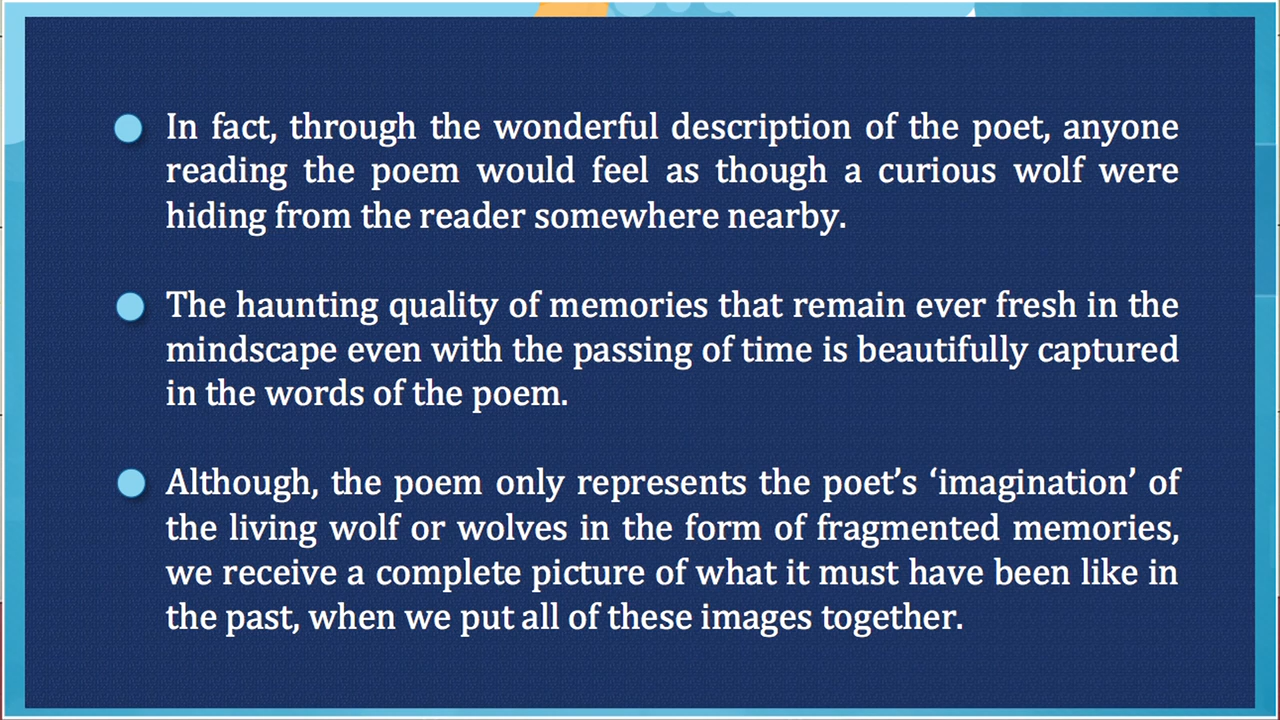 In fact, through the wonderful description of the poet, anyone
reading the poem would feel as though a curious wolf were
hiding from the reader somewhere nearby.
The haunting quality of memories that remain ever fresh in the
mindscape even with the passing of time is beautifully captured
in the words of the poem.
Although, the poem only represents the poet’s ‘imagination’ of
the living wolf or wolves in the form of fragmented memories,
we receive a complete picture of what it must have been like in
the past, when we put all of these images together.